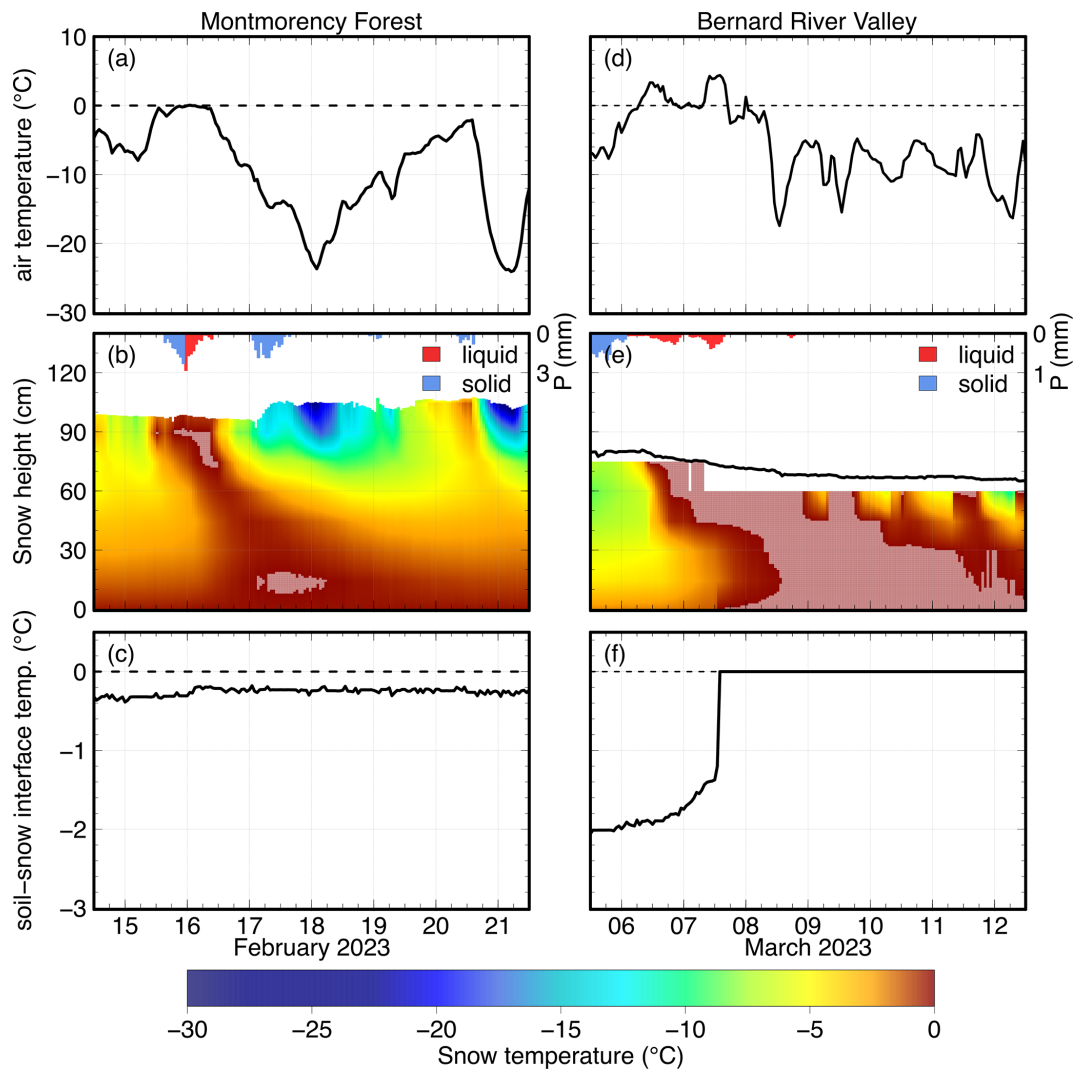 Montmorency Forest
Bernard River Valley
(a)
10
0
−10
−20
−30
air temperature (°C)
(d)
(b)
liquid
solid
120
90
60
30
0
Snow height (cm)
0
3
P (mm)
(e)
liquid
solid
0
1
P (mm)
(c)
0
−1
−2
−3
soil−snow interface temp. (°C)
15 16 17 18 19 20 21
February 2023
(f)
06 07 08 09 10 11 12
March 2023
−30 −25 −20 −15 −10 −5 0
Snow temperature (°C)